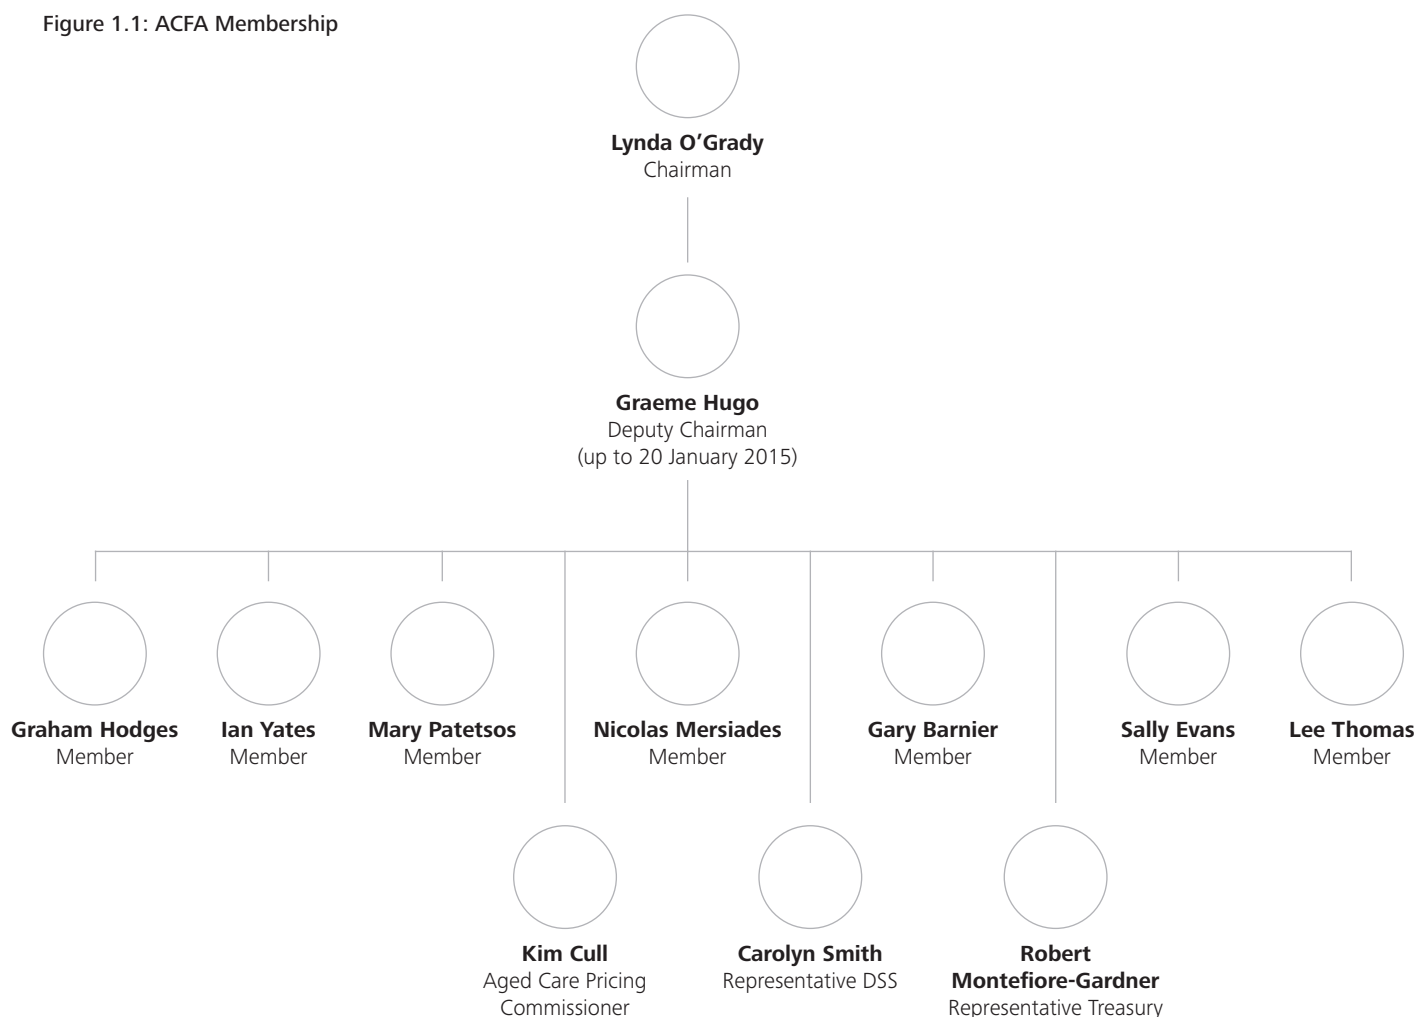 Figure 1.1: ACFA Membership
Lynda O’Grady
Chairman
Graeme Hugo
Deputy Chairman
(up to 20 January 2015)
Graham Hodges
Member
Ian Yates
Member
Mary Patetsos
Member
Nicolas Mersiades
Member
Gary Barnier
Member
Sally Evans
Member
Lee Thomas
Member
Kim Cull
Aged Care Pricing
Commissioner
Carolyn Smith
Representative DSS
Robert
Montefiore-Gardner
Representative Treasury